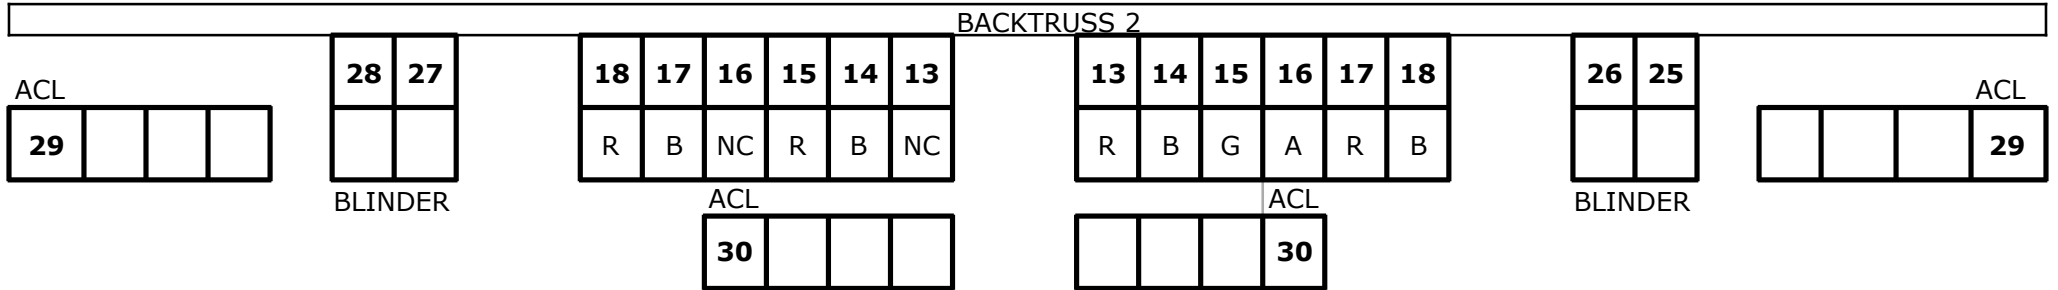 BACKTRUSS 2
28 27 18 17 16 15 14 13 13 14 15 16 17 18 26 25
ACL ACL
29 R B NC R B NC R B G A R B 29
BLINDER ACL ACL BLINDER
30 30